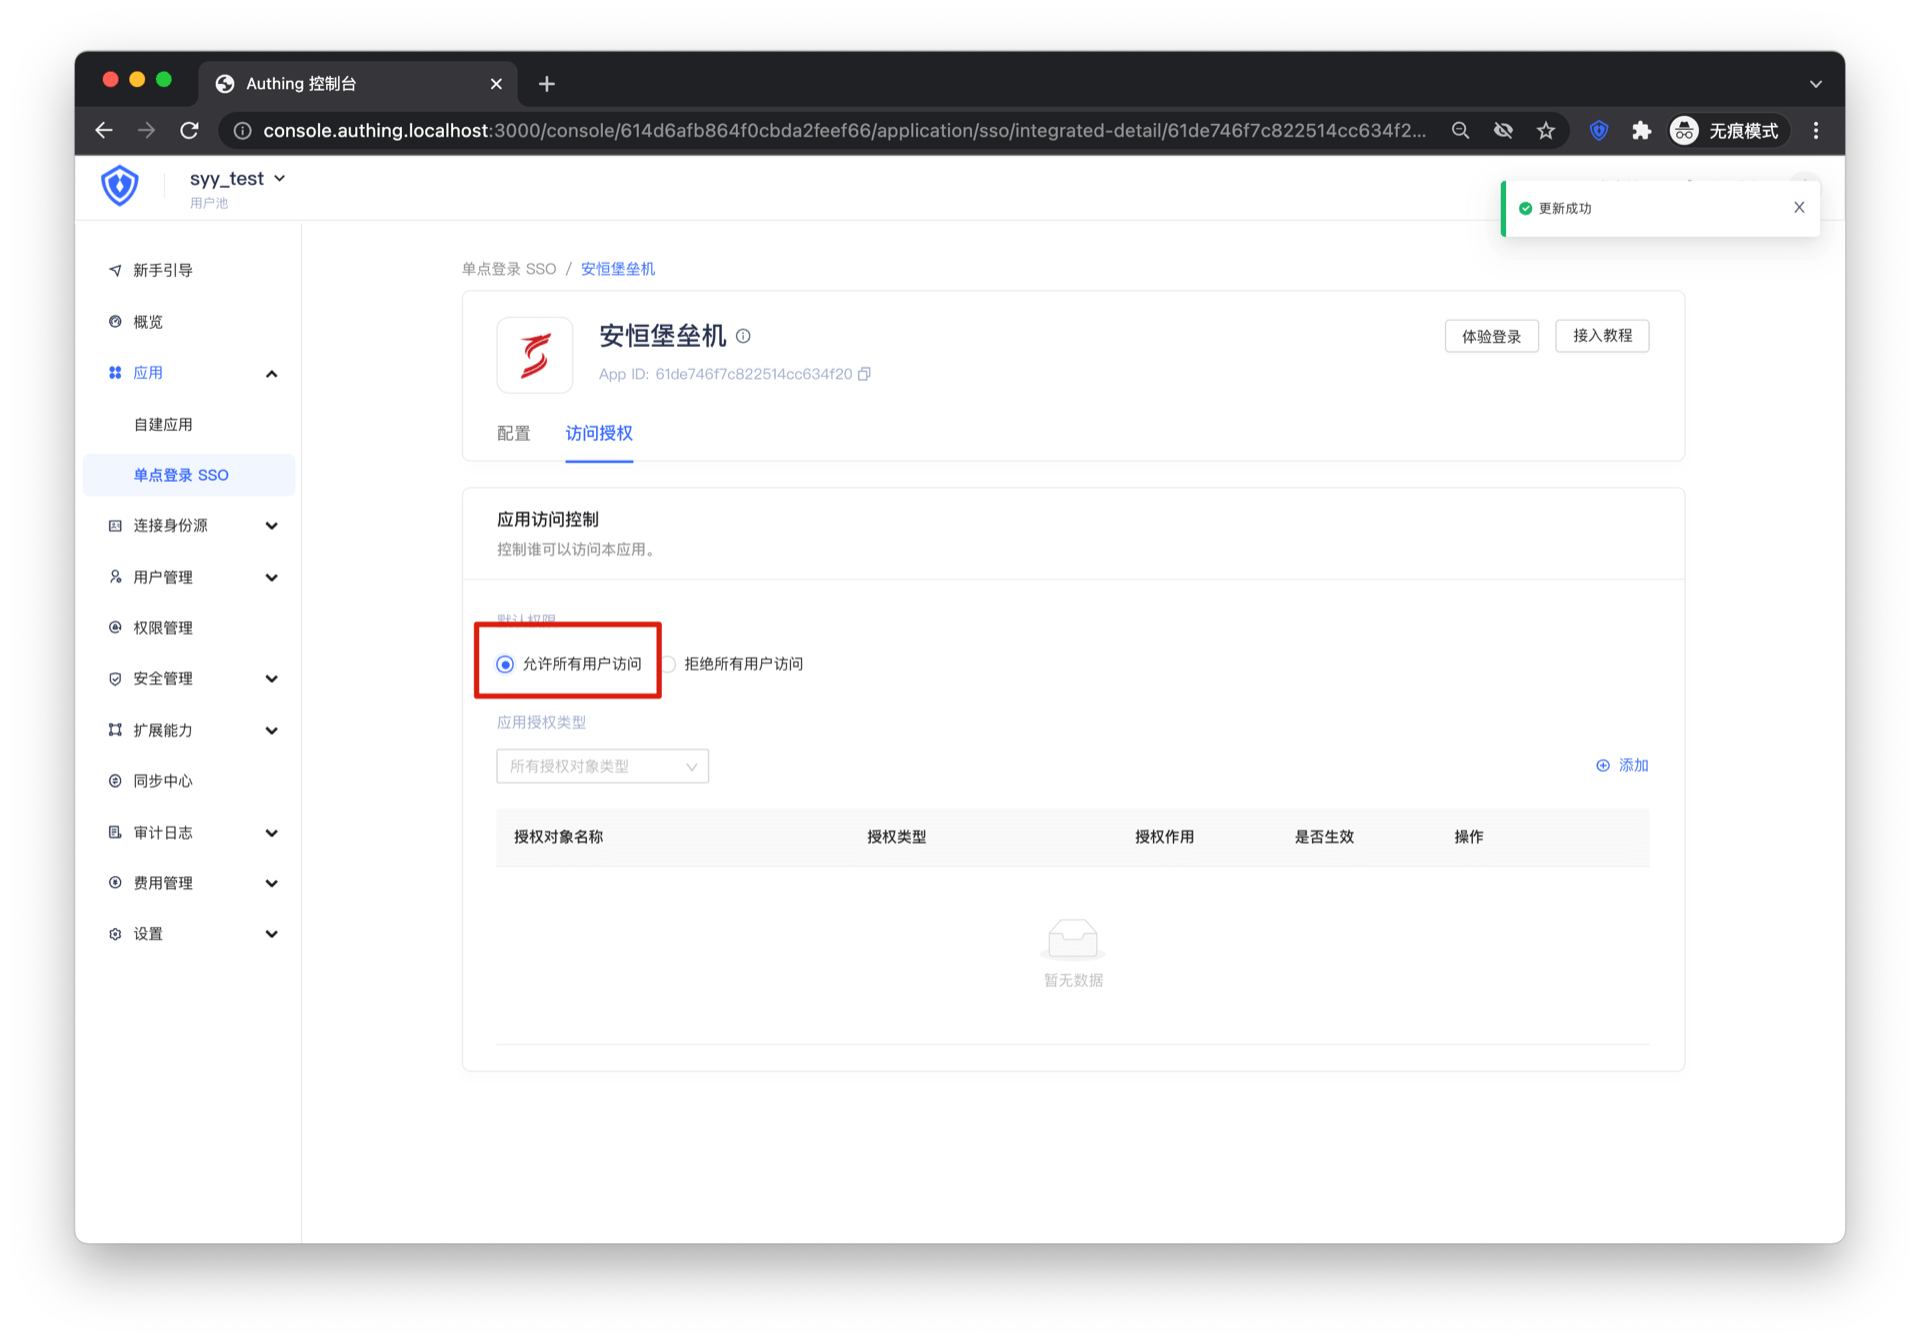 Authing 控制台
console.authing.localhost:3000/console/614d6afb864f0cbda2feef66/application/sso/integrated-detail/61de746f7c822514cc634f2...
无痕模式
syy_test
用户池
更新成功
新手引导
概览
应用
自建应用
单点登录 SSO
连接身份源
用户管理
权限管理
安全管理
扩展能力
同步中心
审计日志
费用管理
设置
单点登录 SSO / 安恒堡垒机
安恒堡垒机
体验登录
接入教程
App ID: 61de746f7c822514cc634f20
配置
访问授权
应用访问控制
控制谁可以访问本应用。
默认权限
允许所有用户访问
拒绝所有用户访问
应用授权类型
所有授权对象类型
添加
授权对象名称 授权类型 授权作用 是否生效 操作
暂无数据